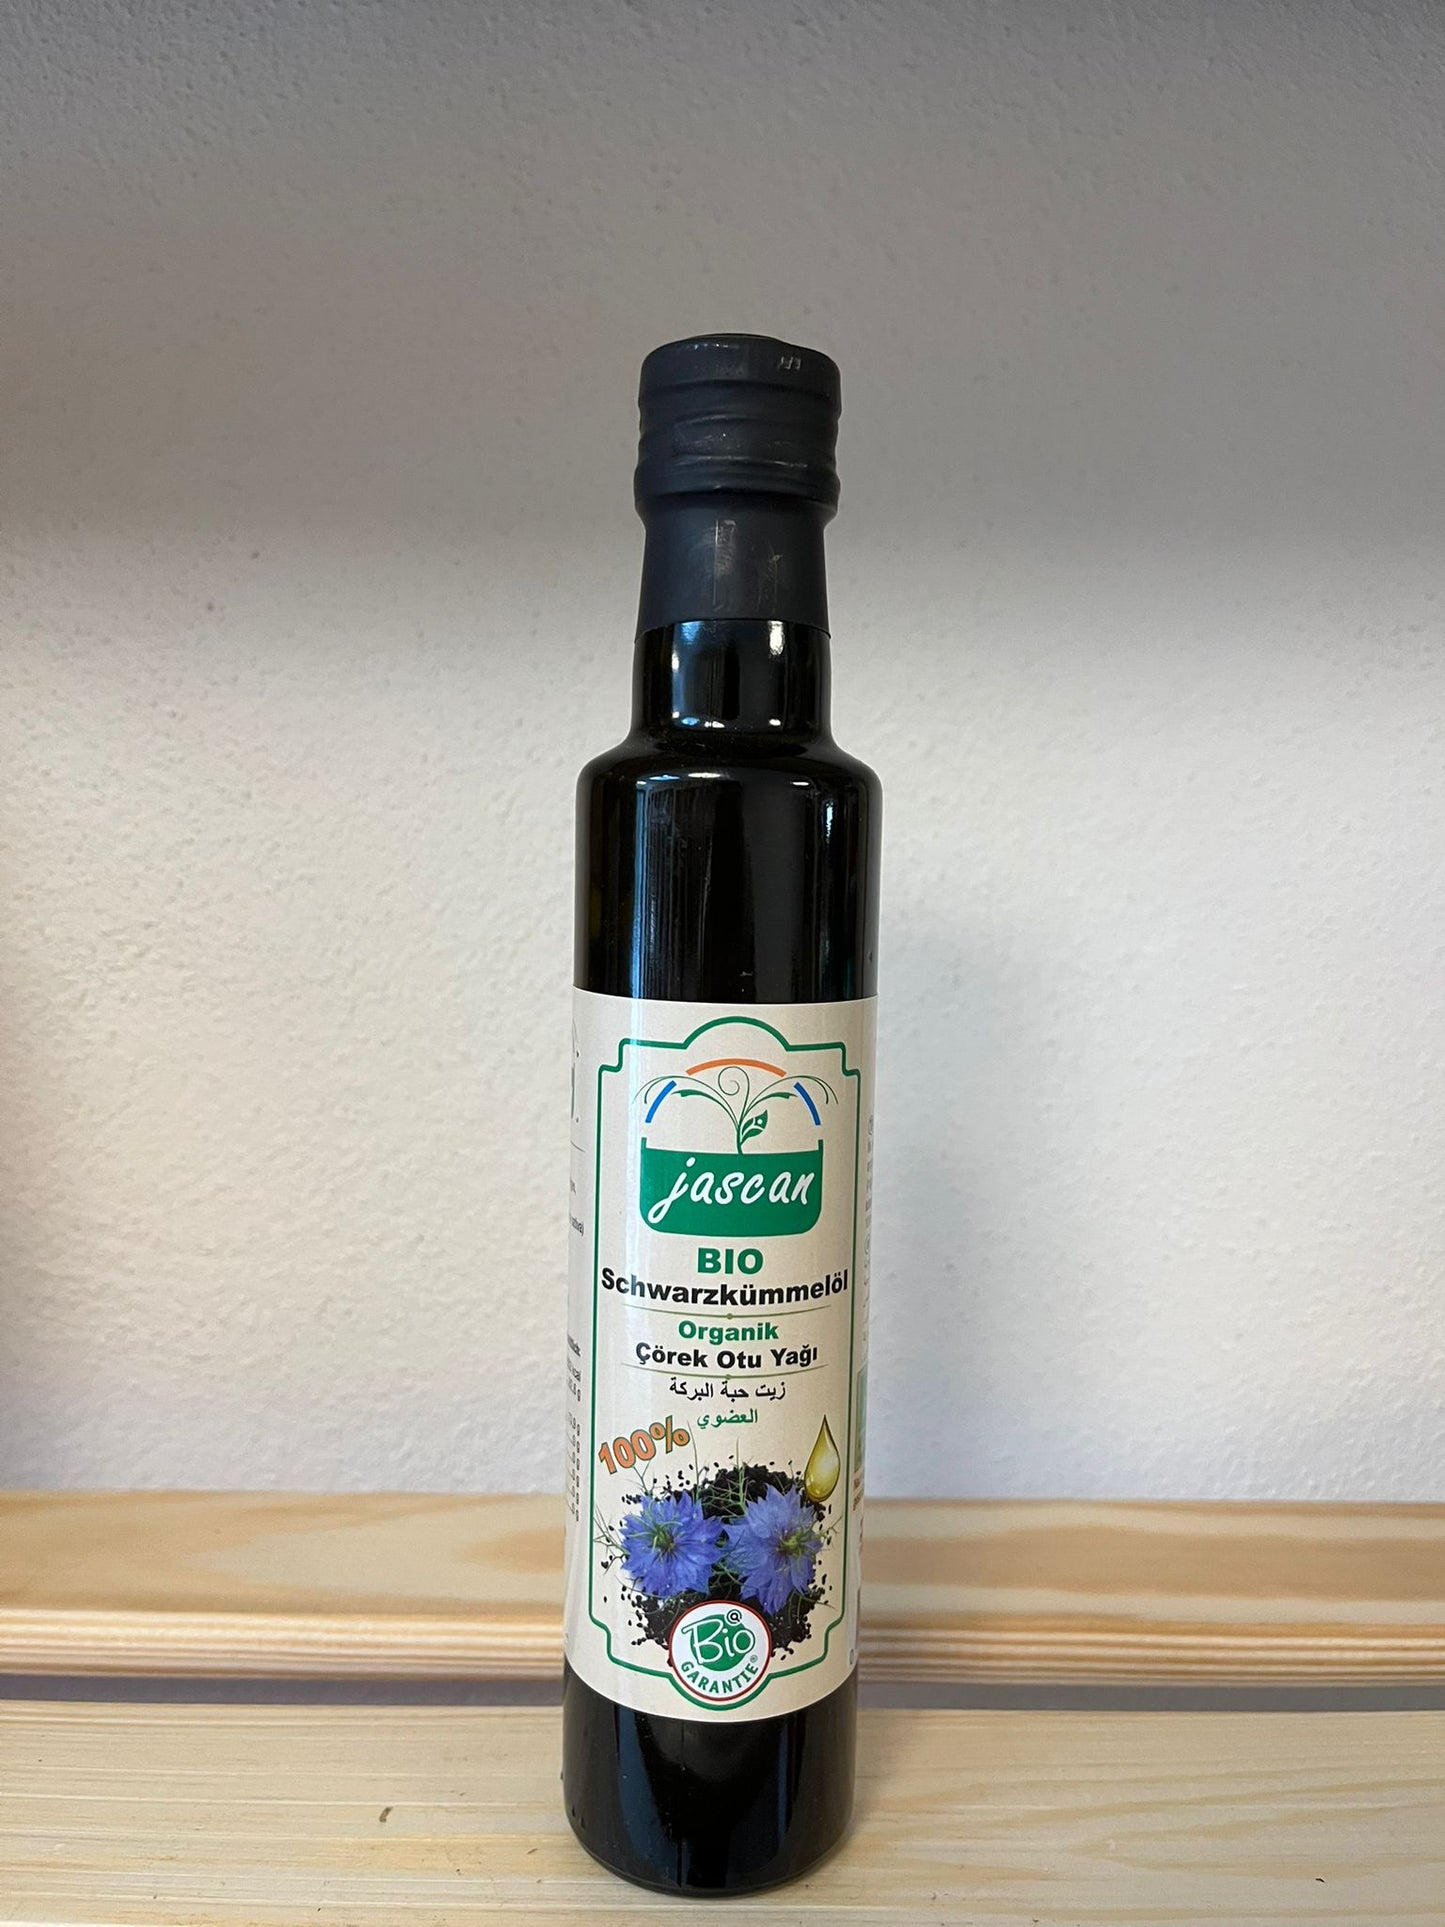 jascan
BIO
Schwarzkümmelöl
Organik
Çörek Otu Yağı
زيت حبة البركة
العضوي
100%
Bio
GARANTIE®